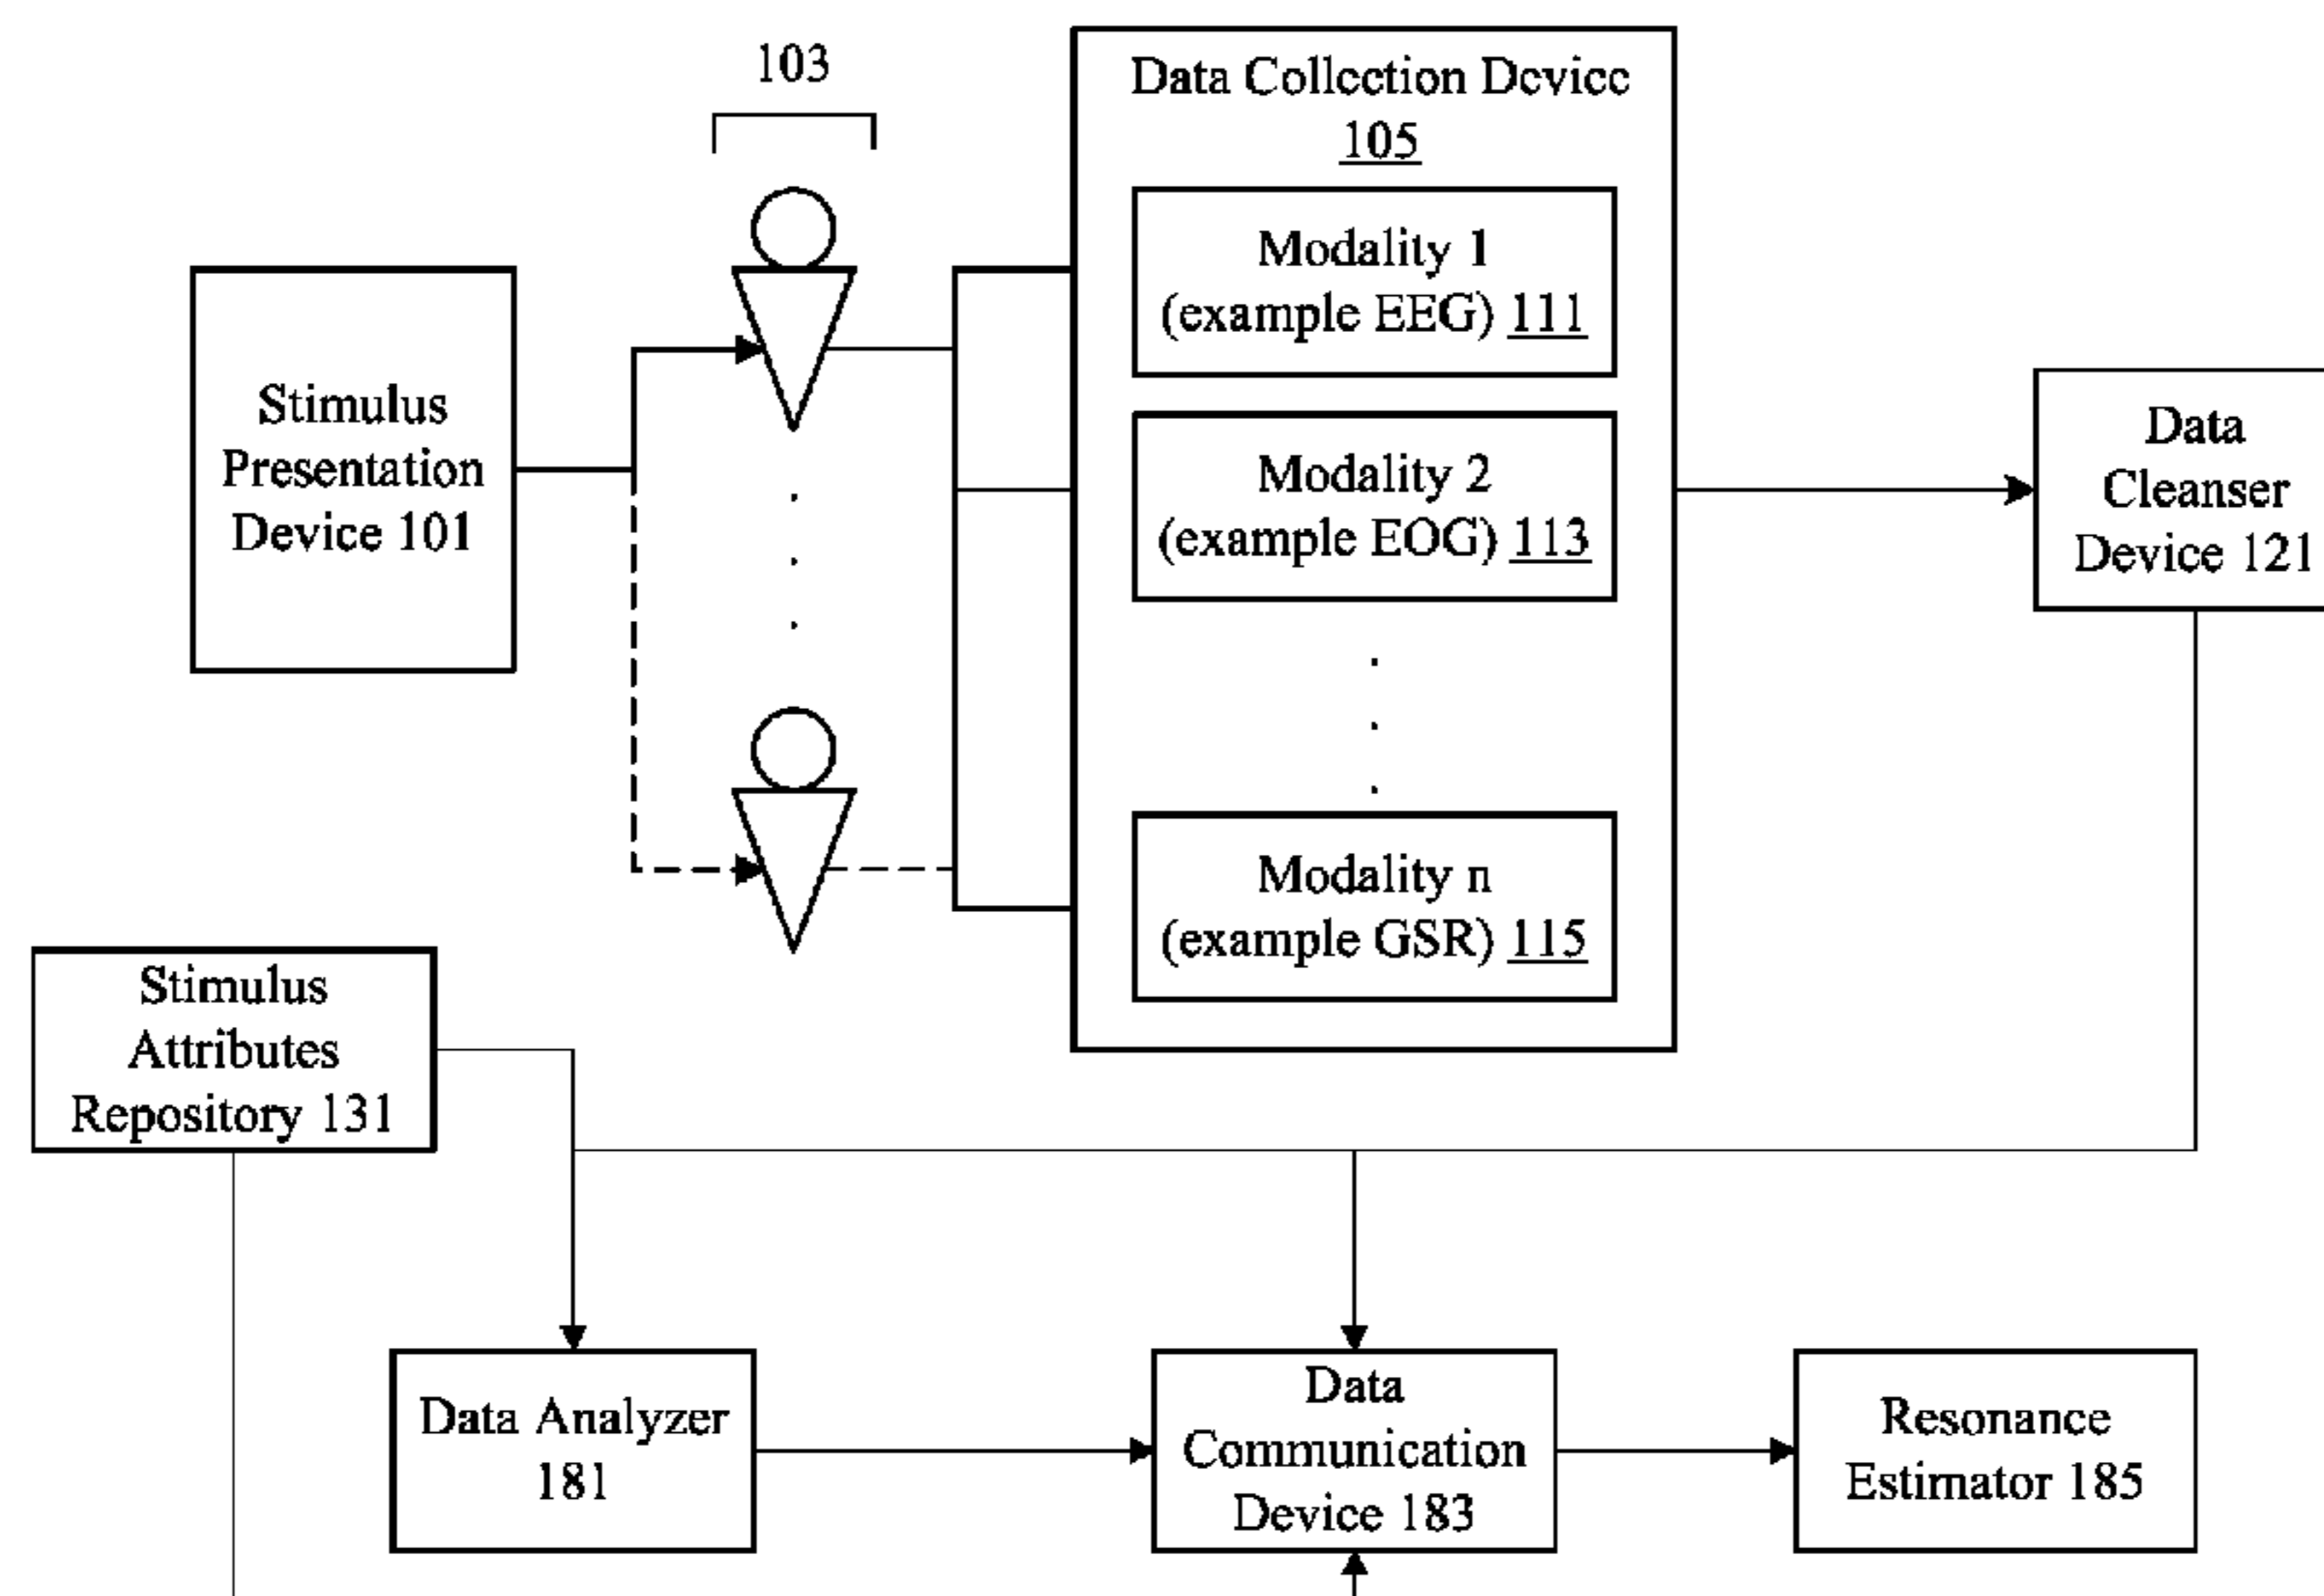 103
Data Collection Device
105
Modality 1
(example EEG) 111
Stimulus
Presentation
Device 101
Modality 2
(example EOG) 113
Data
Cleanser
Device 121
Modality n
(example GSR) 115
Stimulus
Attributes
Repository 131
Data Analyzer
181
Data
Communication
Device 183
Resonance
Estimator 185